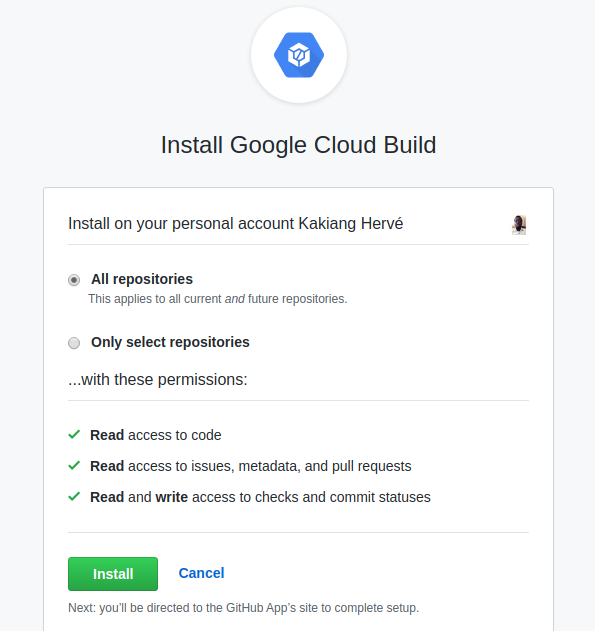 Install Google Cloud Build
Install on your personal account Kakiang Hervé
All repositories
This applies to all current and future repositories.
Only select repositories
...with these permissions:
Read access to code
Read access to issues, metadata, and pull requests
Read and write access to checks and commit statuses
Install Cancel
Next: you'll be directed to the GitHub App's site to complete setup.